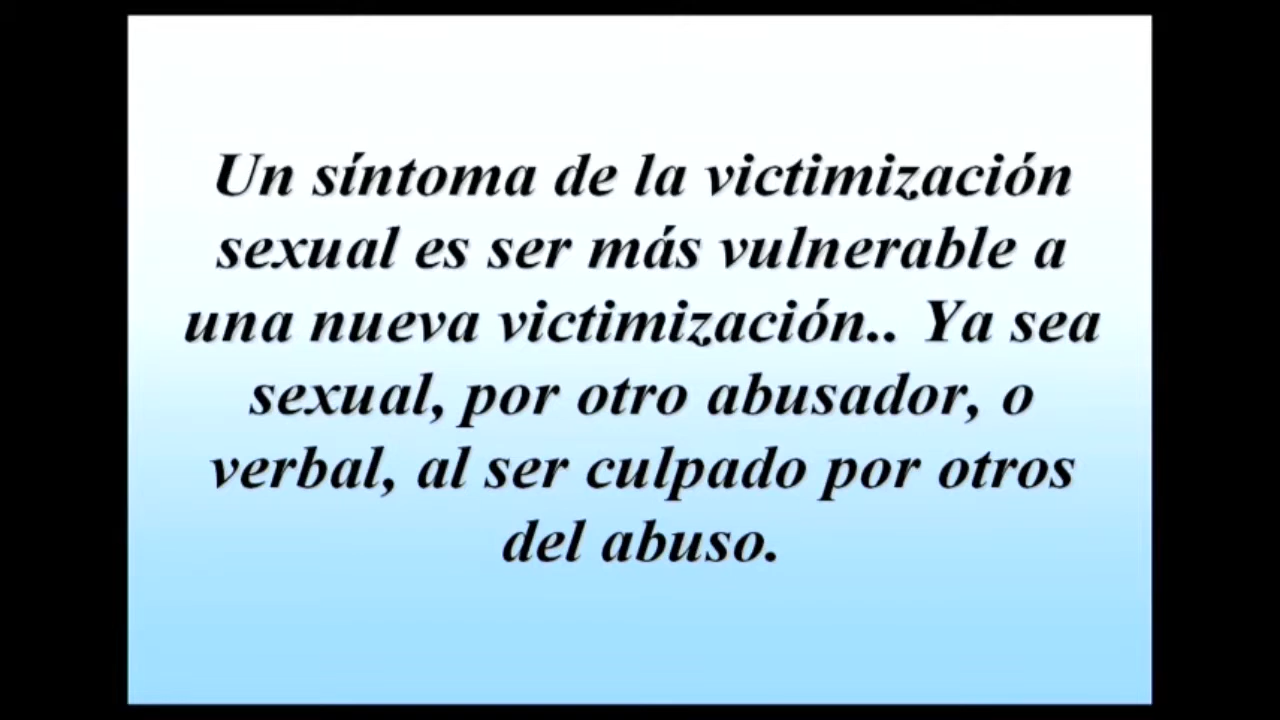 Un síntoma de la victimización
sexual es ser más vulnerable a
una nueva victimización.. Ya sea
sexual, por otro abusador, o
verbal, al ser culpado por otros
del abuso.